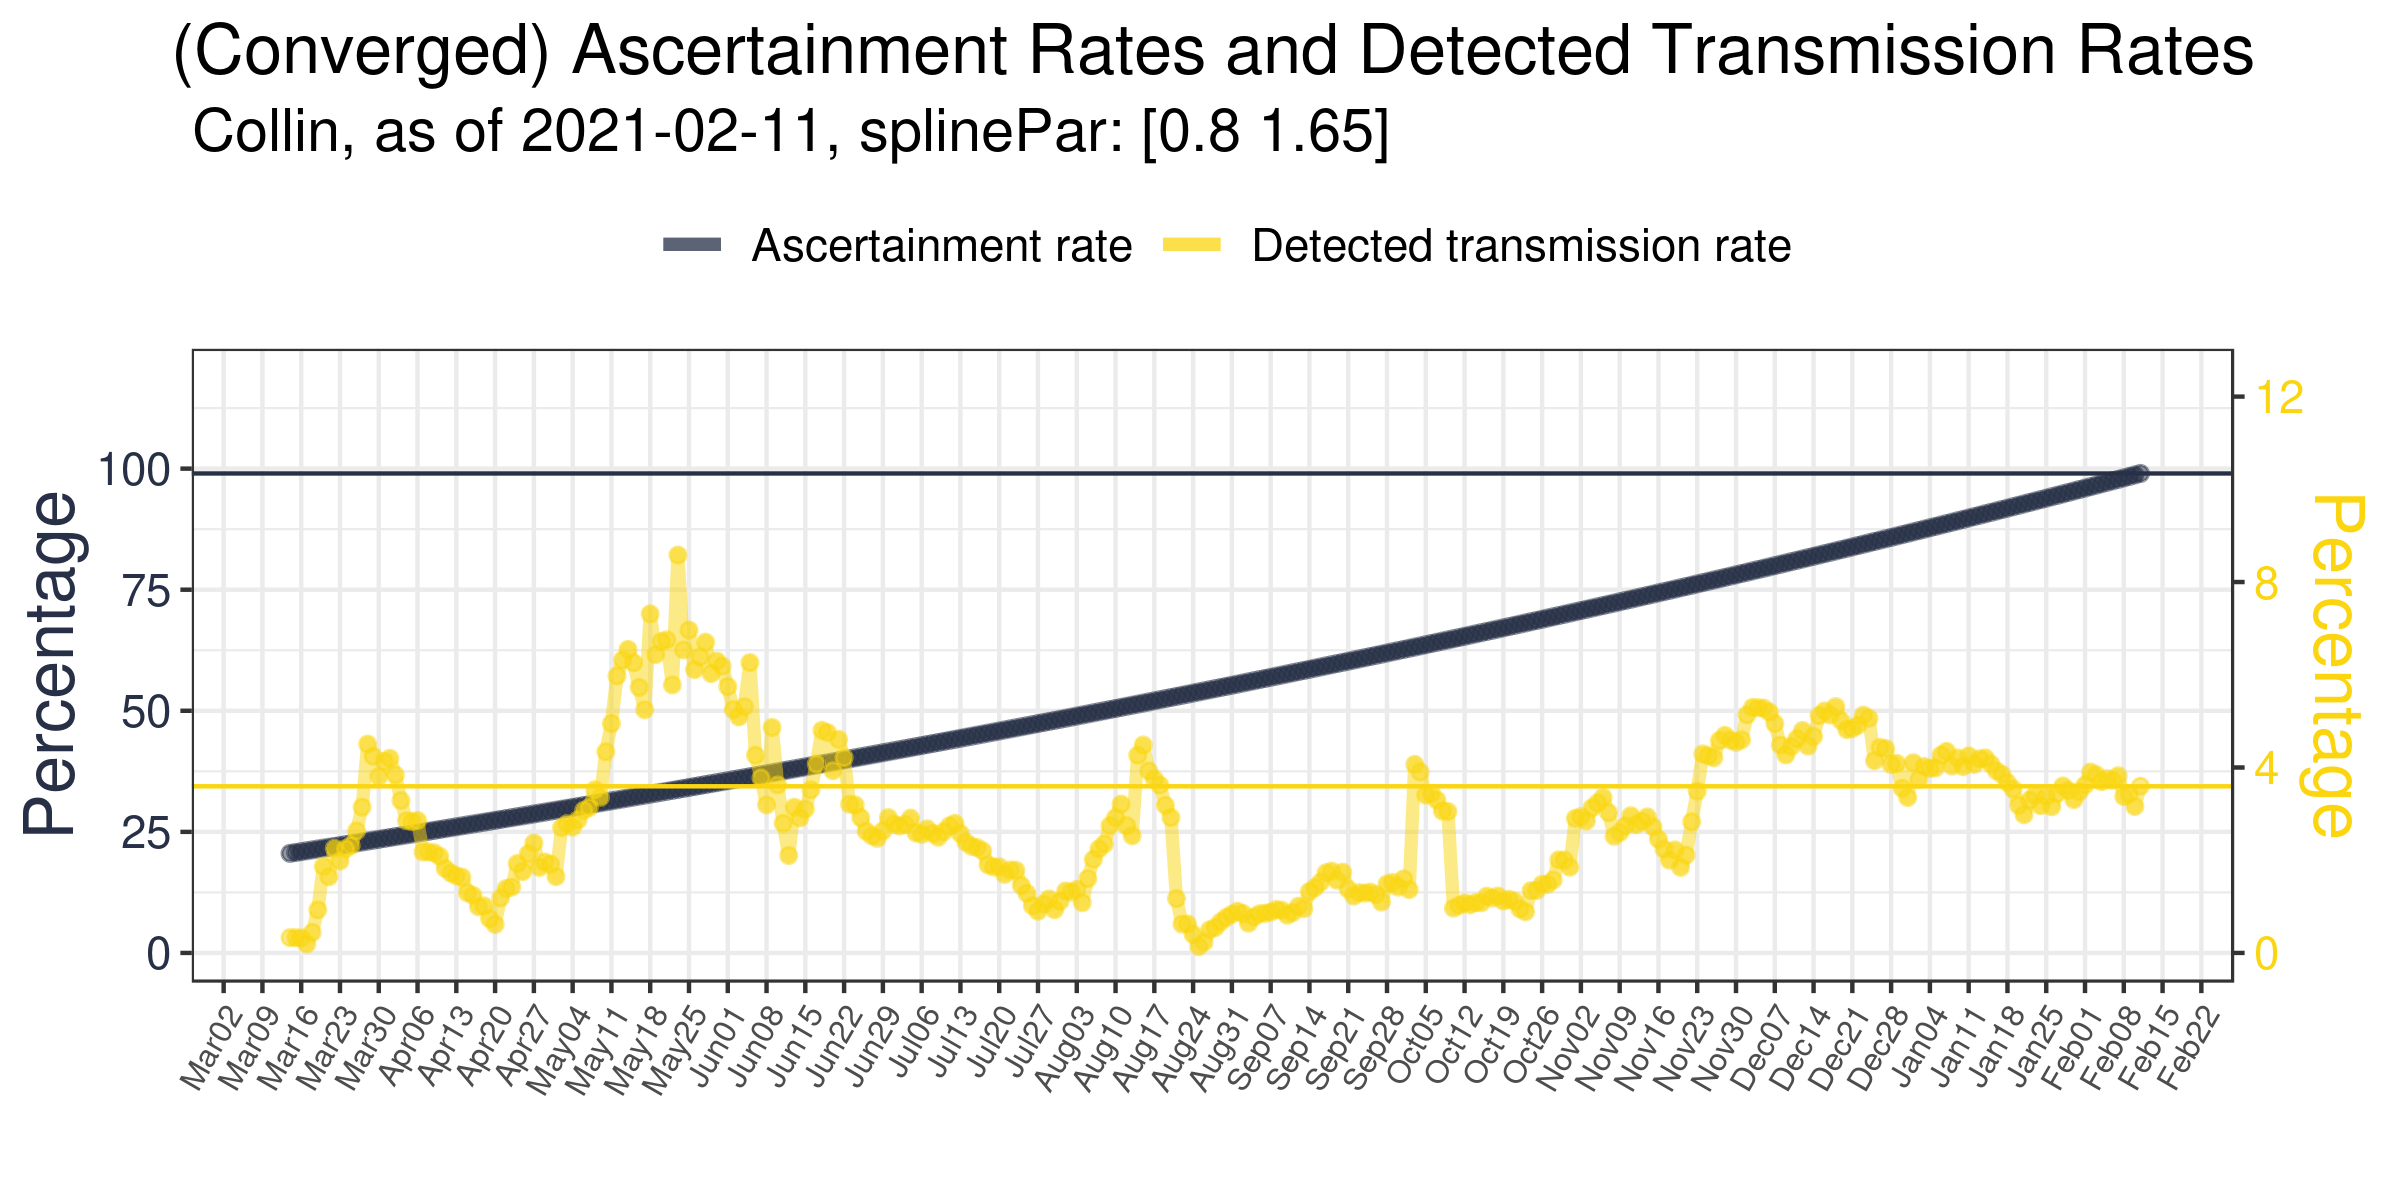 (Converged) Ascertainment Rates and Detected Transmission Rates
Collin, as of 2021-02-11, splinePar: [0.8 1.65]
Ascertainment rate
Detected transmission rate
Percentage
100
75
50
25
0
12
8
4
0
Percentage
Mar02
Mar09
Mar16
Mar23
Mar30
Apr06
Apr13
Apr20
Apr27
May04
May11
May18
May25
Jun01
Jun08
Jun15
Jun22
Jun29
Jul06
Jul13
Jul20
Jul27
Aug03
Aug10
Aug17
Aug24
Aug31
Sep07
Sep14
Sep21
Sep28
Oct05
Oct12
Oct19
Oct26
Nov02
Nov09
Nov16
Nov23
Nov30
Dec07
Dec14
Dec21
Dec28
Jan04
Jan11
Jan18
Jan25
Feb01
Feb08
Feb15
Feb22